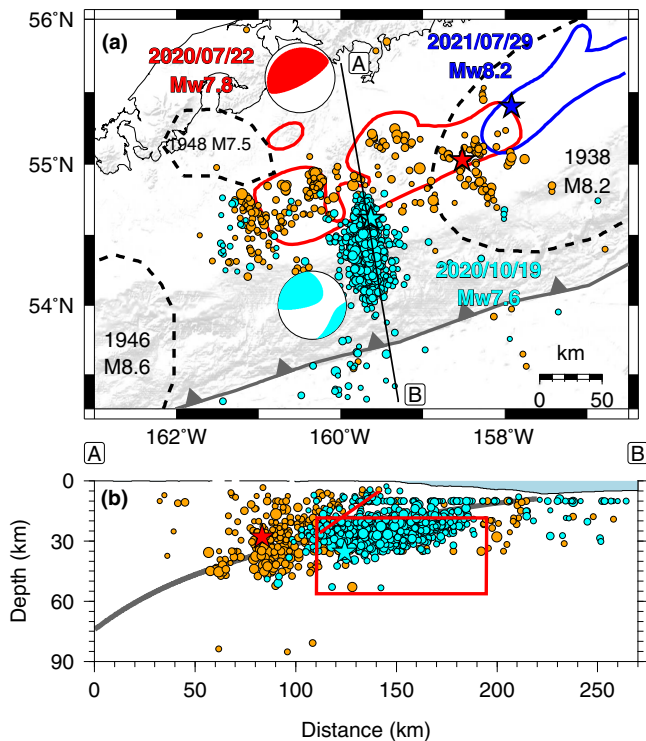 56°N
(a)
2020/07/22
Mw7.8
A
2021/07/29
Mw8.2
1948 M7.5
55°N
1938
M8.2
2020/10/19
Mw7.6
54°N
1946
M8.6
km
0 50
B
162°W 160°W 158°W
A B
(b)
0
30
60
90
Depth (km)
0 50 100 150 200 250
Distance (km)